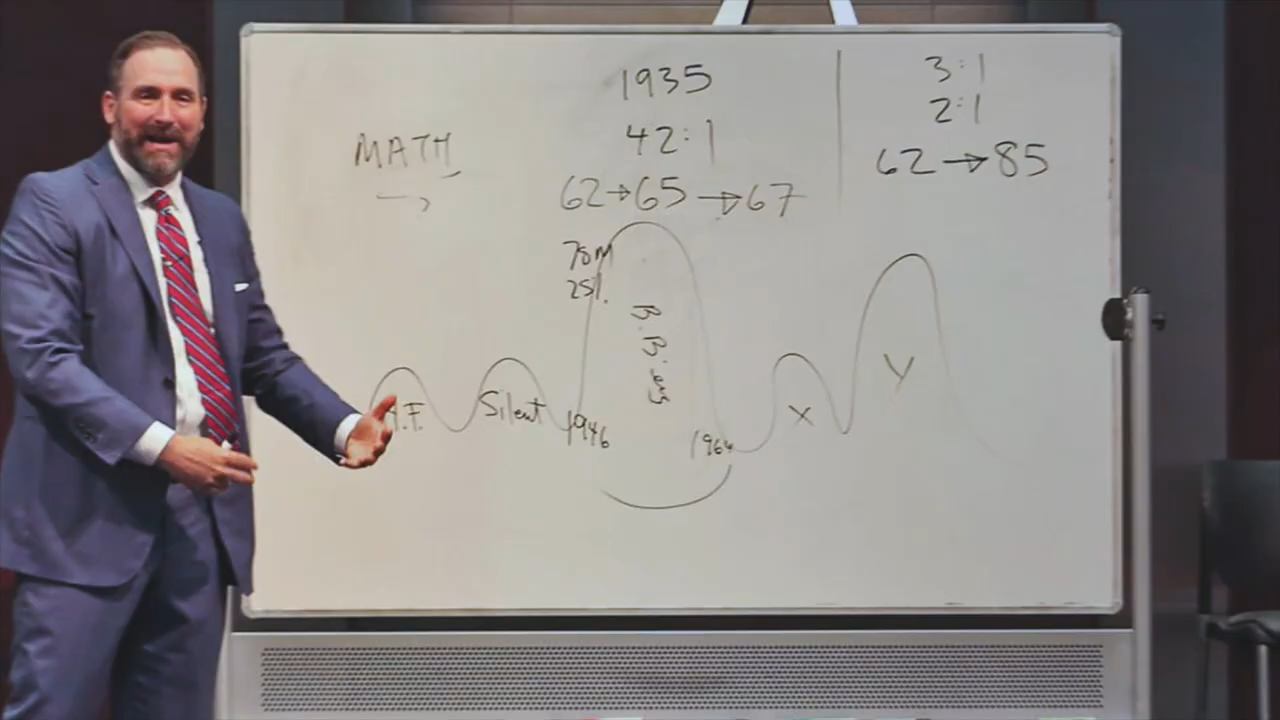 1935
3:1
2:1
MATH
42:1
62→85
62→65→67
78M
25%
B.B.ers
Silent
1946
1964
X
Y